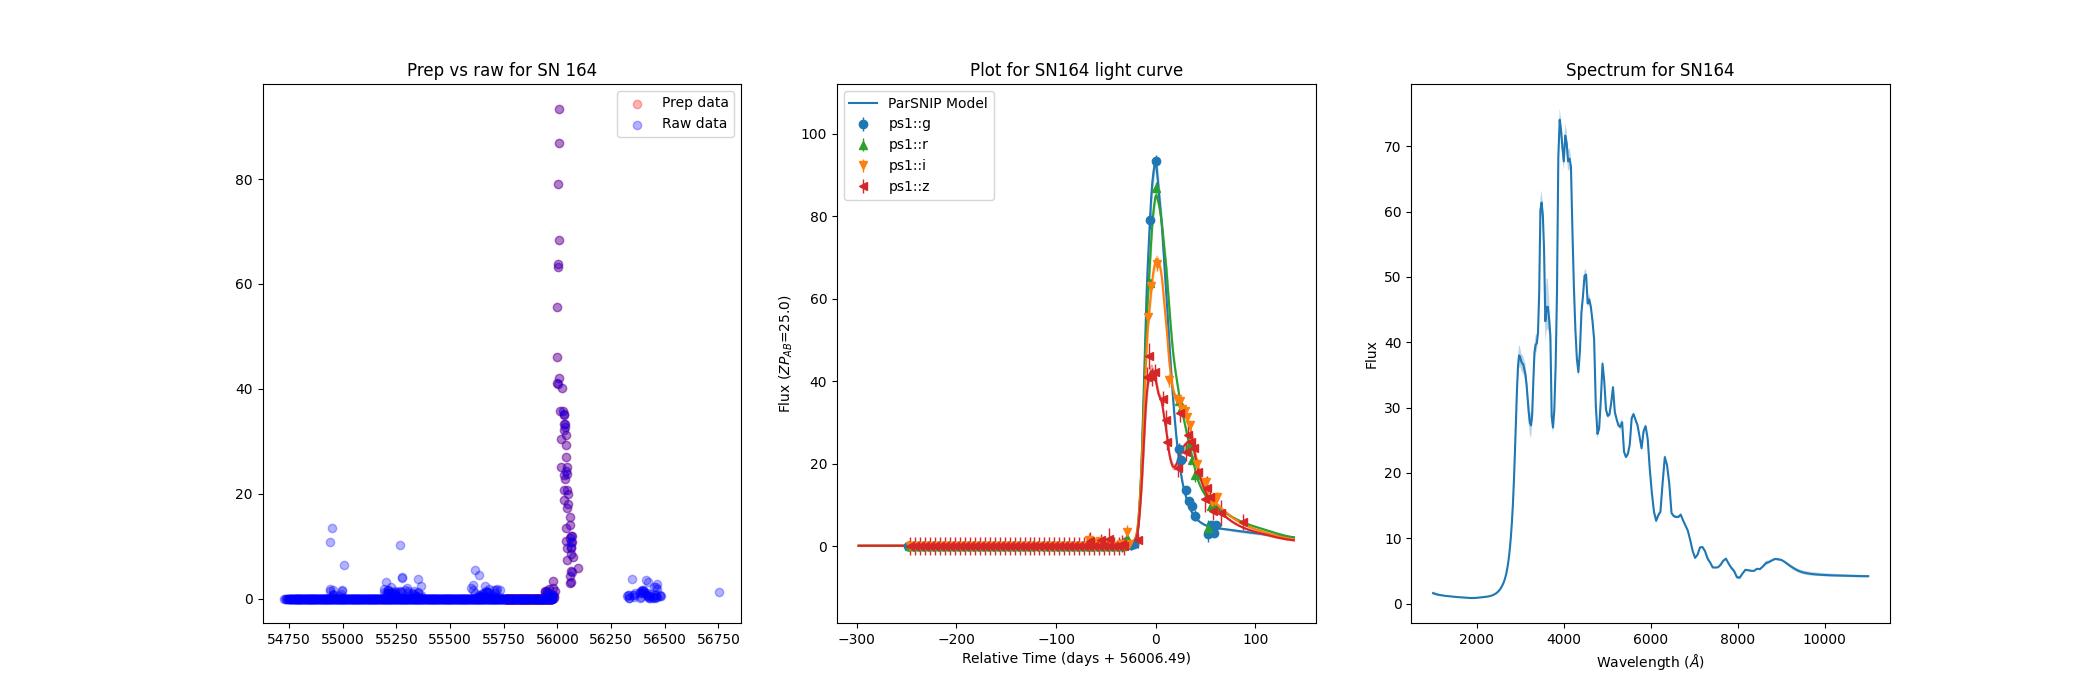 Prep vs raw for SN 164
Prep data
Raw data
80
60
40
20
0
54750 55000 55250 55500 55750 56000 56250 56500 56750
Plot for SN164 light curve
ParSNIP Model
ps1::g
ps1::r
ps1::i
ps1::z
100
80
60
40
20
0
Flux (ZP_AB=25.0)
−300 −200 −100 0 100
Relative Time (days + 56006.49)
Spectrum for SN164
70
60
50
40
30
20
10
0
Flux
2000 4000 6000 8000 10000
Wavelength (Å)